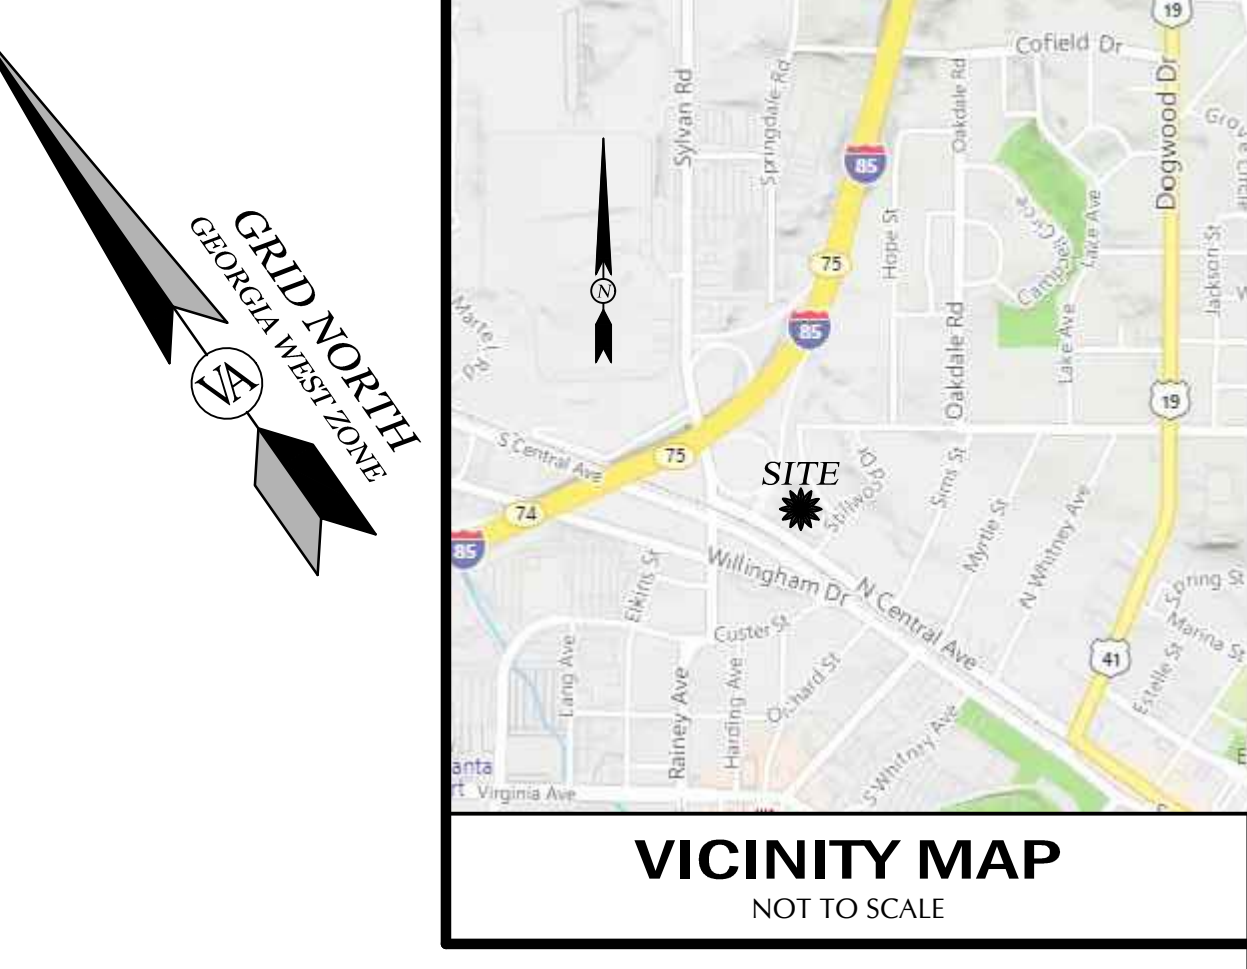 GRID NORTH
GEORGIA WEST ZONE
VA
19
Cofield Dr
Sylvan Rd
Springdale Rd
Oakdale Rd
Dogwood Dr
85
N
75
Hope St
Campbell Circle
Lake Ave
Jackson St
85
Oakdale Rd
Lake Ave
19
S Central Ave
75
SITE
Stillwood Dr
Sims St
Myrtle St
N Whitney Ave
74
85
Willingham Dr
N Central Ave
Elkins St
Spring St
Marina St
Custer St
41
Estelle St
Lang Ave
Rainey Ave
Harding Ave
Orchard St
S Whitney Ave
Virginia Ave
VICINITY MAP
NOT TO SCALE